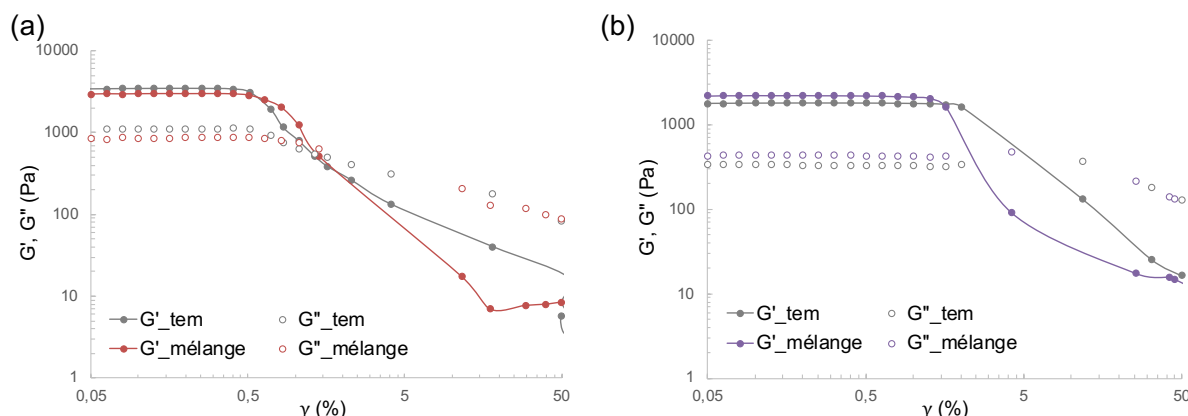 (a)
10000
1000
100
10
1
G', G" (Pa)
0,05
0,5
5
50
γ (%)
G'_tem
G"_tem
G'_mélange
G"_mélange
(b)
10000
1000
100
10
1
G', G" (Pa)
0,05
0,5
5
50
γ (%)
G'_tem
G"_tem
G'_mélange
G"_mélange